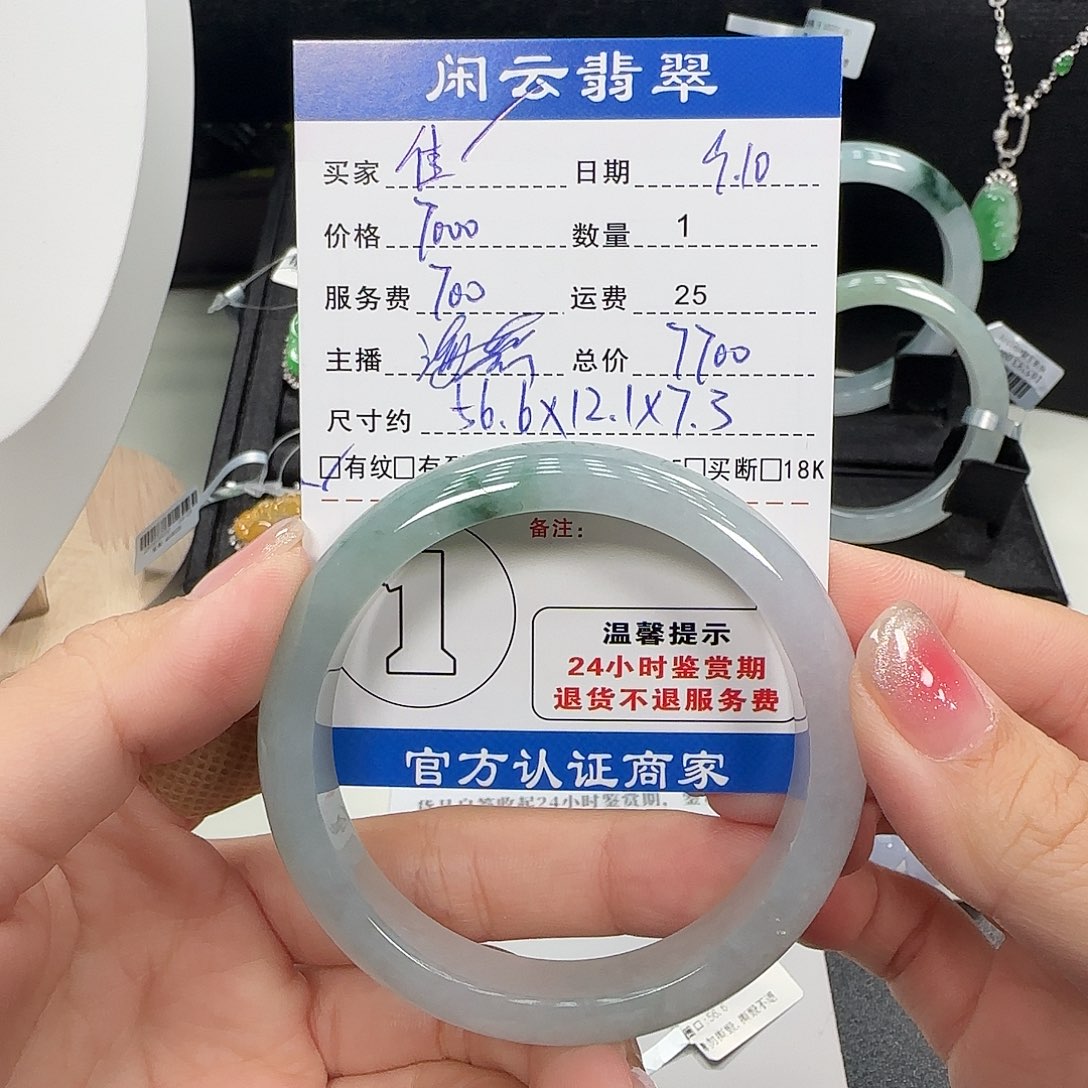 闲云翡翠
买家 佳 日期 9.10
价格 7000 数量 1
服务费 700 运费 25
主播 总价 7700
尺寸约 56.6X12.1X7.3
□有纹□有 □买断□18K
备注：
1
温馨提示
24小时鉴赏期
退货不退服务费
官方认证商家